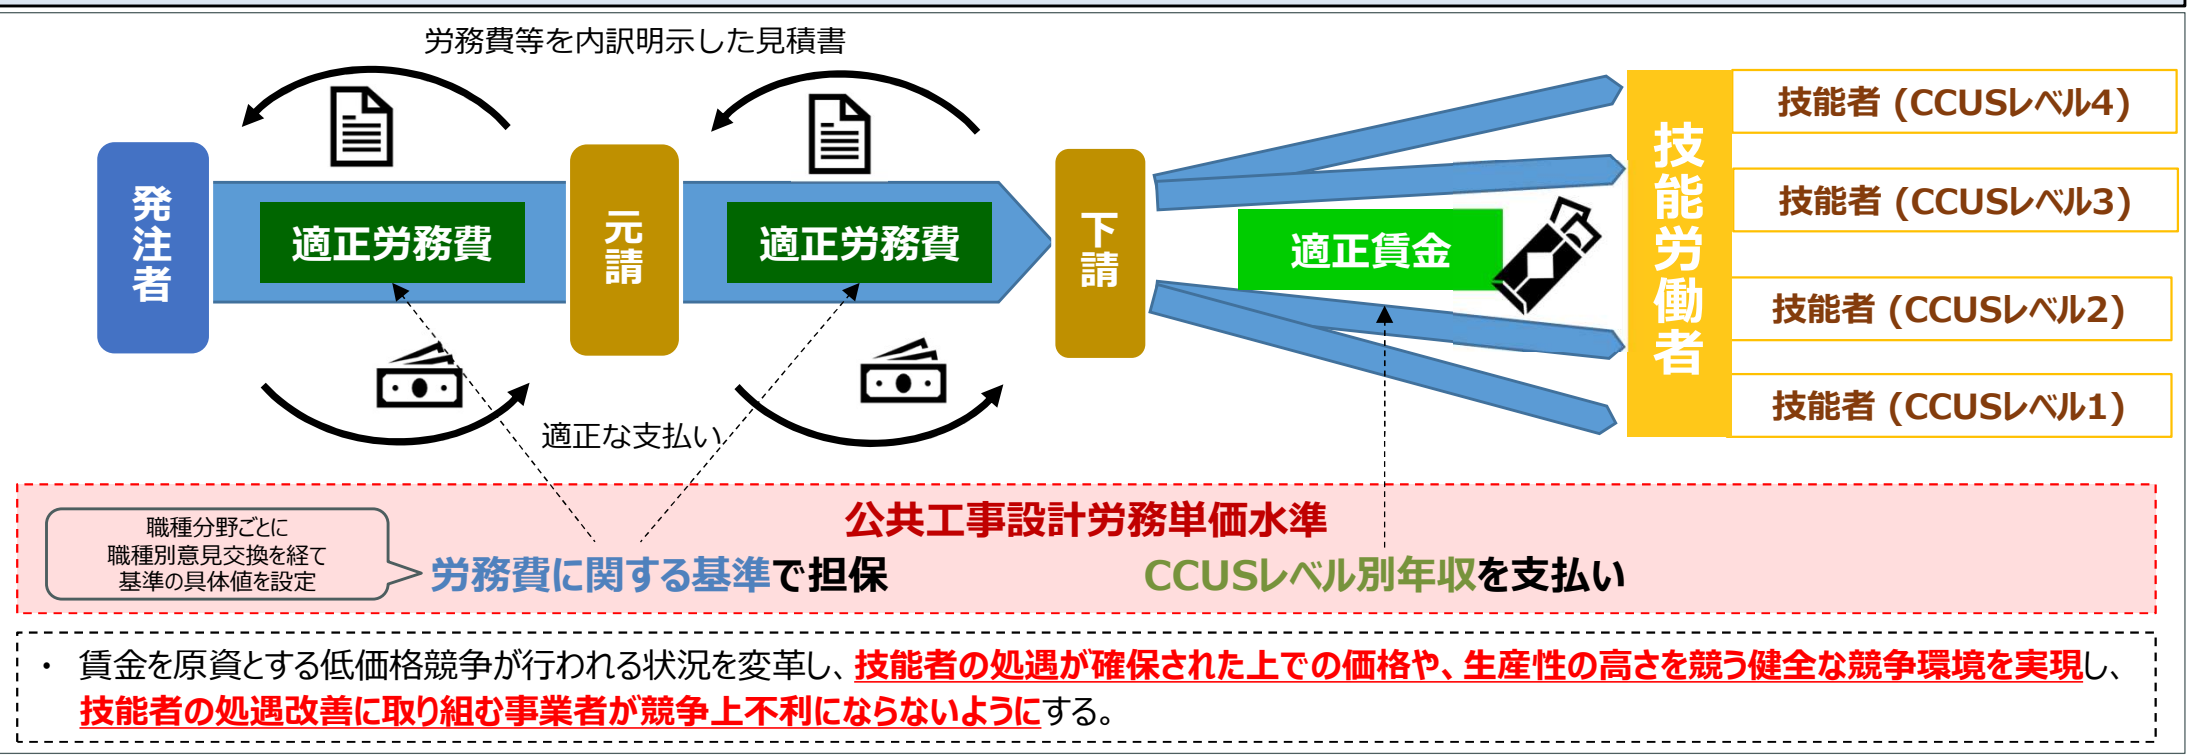 労務費等を内訳明示した見積書
発注者
適正労務費
元請
適正労務費
下請
適正賃金
技能労働者
技能者 (CCUSレベル4)
技能者 (CCUSレベル3)
技能者 (CCUSレベル2)
技能者 (CCUSレベル1)
適正な支払い
公共工事設計労務単価水準
職種分野ごとに
職種別意見交換を経て
基準の具体値を設定
労務費に関する基準で担保
CCUSレベル別年収を支払い
・ 賃金を原資とする低価格競争が行われる状況を変革し、技能者の処遇が確保された上での価格や、生産性の高さを競う健全な競争環境を実現し、
技能者の処遇改善に取り組む事業者が競争上不利にならないようにする。